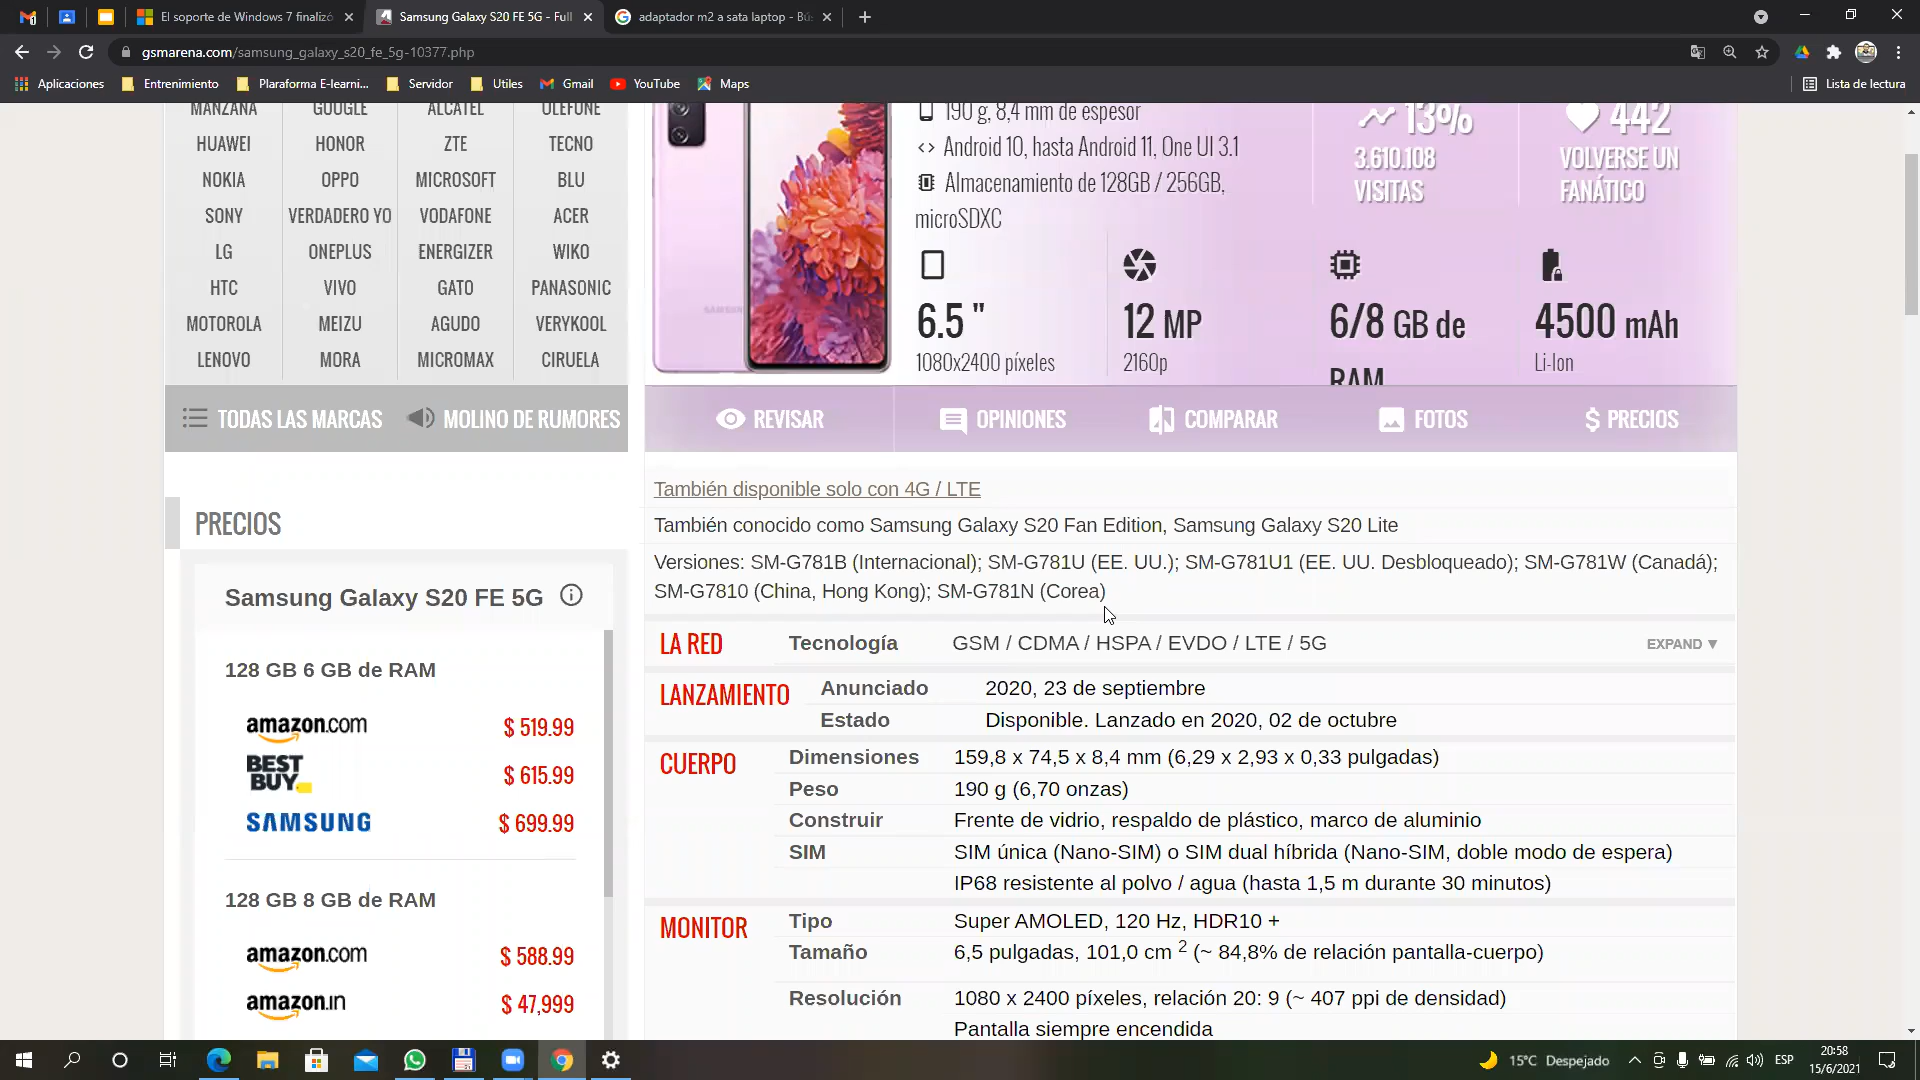 El soporte de Windows 7 finalizó
Samsung Galaxy S20 FE 5G - Full
adaptador m2 a sata laptop - Bú
gsmarena.com/samsung_galaxy_s20_fe_5g-10377.php
Aplicaciones
Entrenimiento
Plaraforma E-learni...
Servidor
Utiles
Gmail
YouTube
Maps
Lista de lectura
MANZANA GOOGLE ALCATEL ULEFONE
HUAWEI HONOR ZTE TECNO
NOKIA OPPO MICROSOFT BLU
SONY VERDADERO YO VODAFONE ACER
LG ONEPLUS ENERGIZER WIKO
HTC VIVO GATO PANASONIC
MOTOROLA MEIZU AGUDO VERYKOOL
LENOVO MORA MICROMAX CIRUELA
TODAS LAS MARCAS
MOLINO DE RUMORES
190 g, 8,4 mm de espesor
Android 10, hasta Android 11, One UI 3.1
Almacenamiento de 128GB / 256GB,
microSDXC
13%
3.610.108
VISITAS
442
VOLVERSE UN
FANÁTICO
SAMSUNG
6.5 "
1080x2400 píxeles
12 MP
2160p
6/8 GB de
RAM
4500 mAh
Li-Ion
REVISAR
OPINIONES
COMPARAR
FOTOS
$ PRECIOS
PRECIOS
Samsung Galaxy S20 FE 5G
128 GB 6 GB de RAM
amazon.com $ 519.99
BEST
BUY $ 615.99
SAMSUNG $ 699.99
128 GB 8 GB de RAM
amazon.com $ 588.99
amazon.in $ 47,999
También disponible solo con 4G / LTE
También conocido como Samsung Galaxy S20 Fan Edition, Samsung Galaxy S20 Lite
Versiones: SM-G781B (Internacional); SM-G781U (EE. UU.); SM-G781U1 (EE. UU. Desbloqueado); SM-G781W (Canadá);
SM-G7810 (China, Hong Kong); SM-G781N (Corea)
LA RED Tecnología GSM / CDMA / HSPA / EVDO / LTE / 5G EXPAND ▼
LANZAMIENTO Anunciado 2020, 23 de septiembre
Estado Disponible. Lanzado en 2020, 02 de octubre
CUERPO Dimensiones 159,8 x 74,5 x 8,4 mm (6,29 x 2,93 x 0,33 pulgadas)
Peso 190 g (6,70 onzas)
Construir Frente de vidrio, respaldo de plástico, marco de aluminio
SIM SIM única (Nano-SIM) o SIM dual híbrida (Nano-SIM, doble modo de espera)
IP68 resistente al polvo / agua (hasta 1,5 m durante 30 minutos)
MONITOR Tipo Super AMOLED, 120 Hz, HDR10 +
Tamaño 6,5 pulgadas, 101,0 cm 2 (~ 84,8% de relación pantalla-cuerpo)
Resolución 1080 x 2400 píxeles, relación 20: 9 (~ 407 ppi de densidad)
Pantalla siempre encendida
15°C Despejado
ESP
20:58
15/6/2021